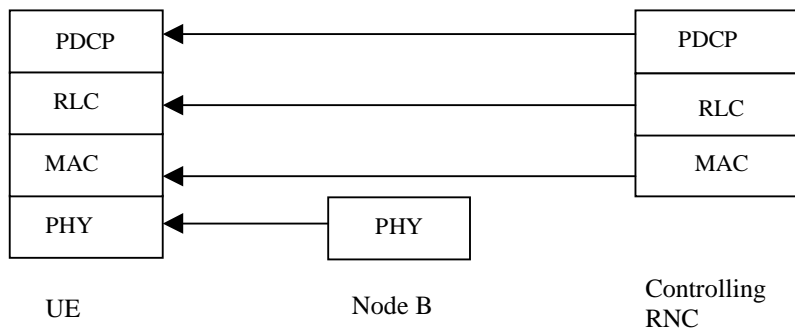 PDCP
PDCP
RLC
RLC
MAC
MAC
PHY
PHY
UE
Node B
Controlling
RNC